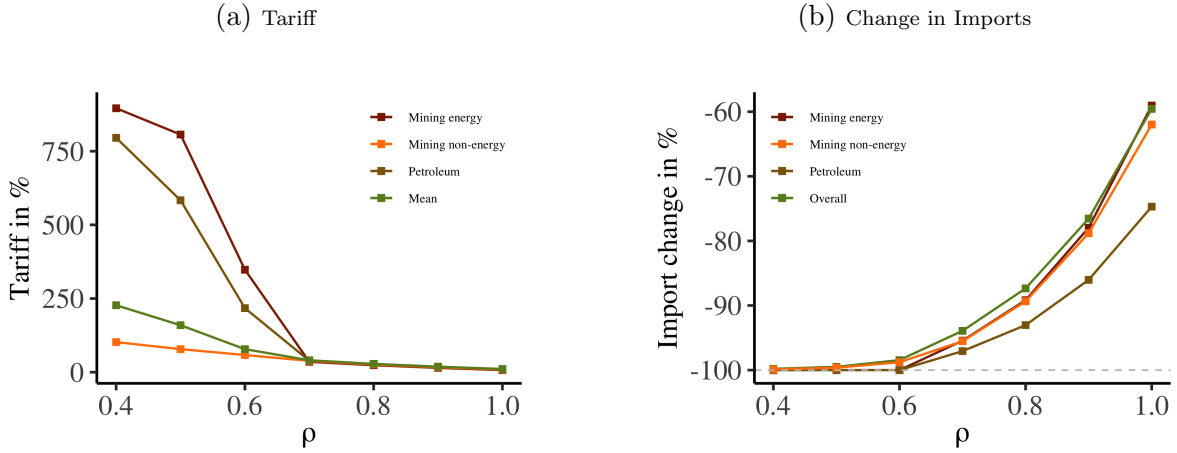 (a) Tariff
Tariff in %
750
500
250
0
0.4 0.6 0.8 1.0
ρ
Mining energy
Mining non-energy
Petroleum
Mean
(b) Change in Imports
Import change in %
-60
-70
-80
-90
-100
0.4 0.6 0.8 1.0
ρ
Mining energy
Mining non-energy
Petroleum
Overall